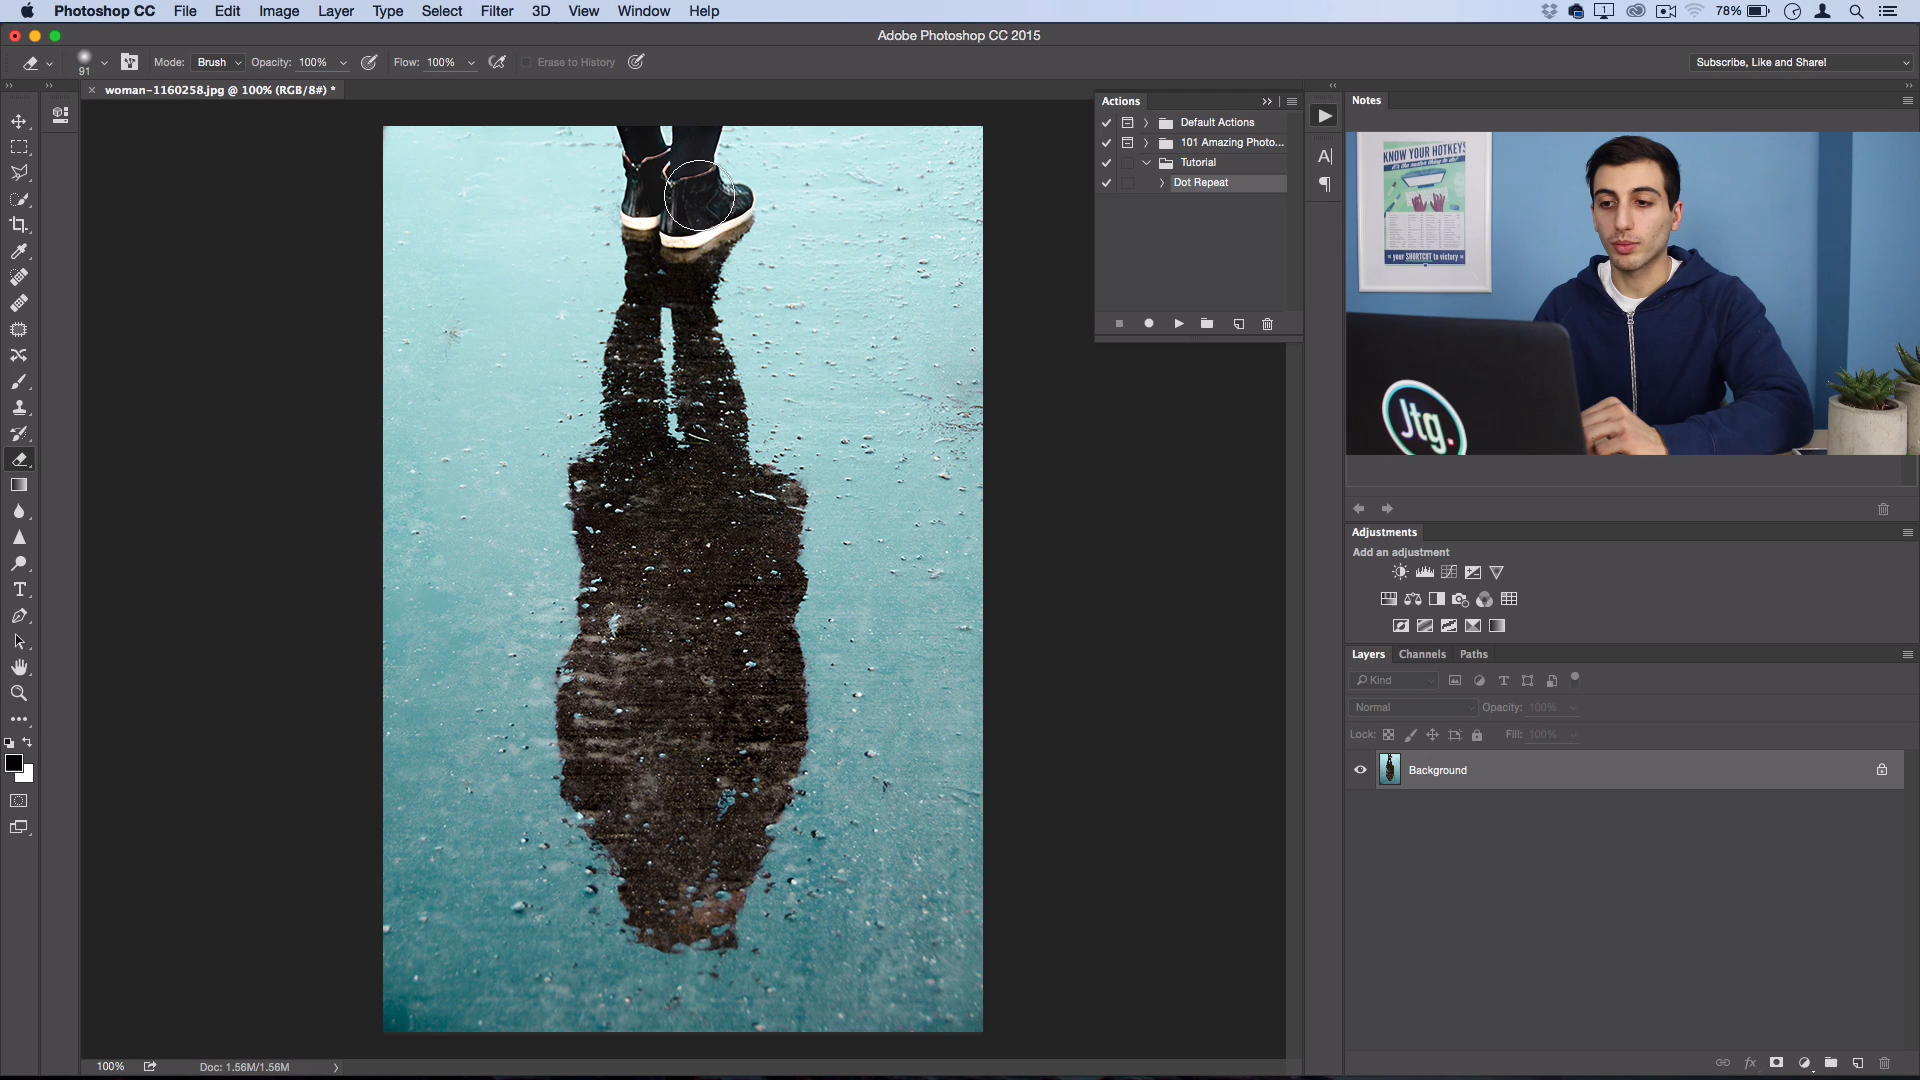 Photoshop CC File Edit Image Layer Type Select Filter 3D View Window Help 1 78%
Adobe Photoshop CC 2015
91 Mode: Brush Opacity: 100% Flow: 100% Erase to History Subscribe, Like and Share!
woman-1160258.jpg @ 100% (RGB/8#) *
Actions
Default Actions
101 Amazing Photo...
Tutorial
Dot Repeat
Notes
KNOW YOUR HOTKEYS
your SHORTCUT to victory
Jtg.
Adjustments
Add an adjustment
Layers Channels Paths
Kind
Normal Opacity: 100%
Lock: Fill: 100%
Background
100% Doc: 1.56M/1.56M